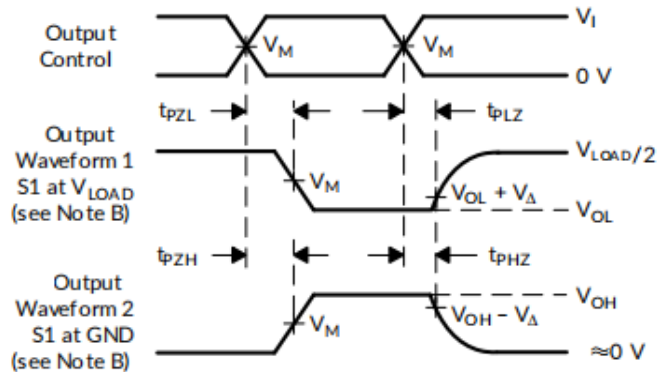 Output
Control
V_I
V_M
V_M
0 V
t_PZL
t_PLZ
Output
Waveform 1
S1 at V_LOAD
(see Note B)
V_LOAD/2
V_M
V_OL + V_Δ
V_OL
t_PZH
t_PHZ
Output
Waveform 2
S1 at GND
(see Note B)
V_OH
V_M
V_OH − V_Δ
≈0 V